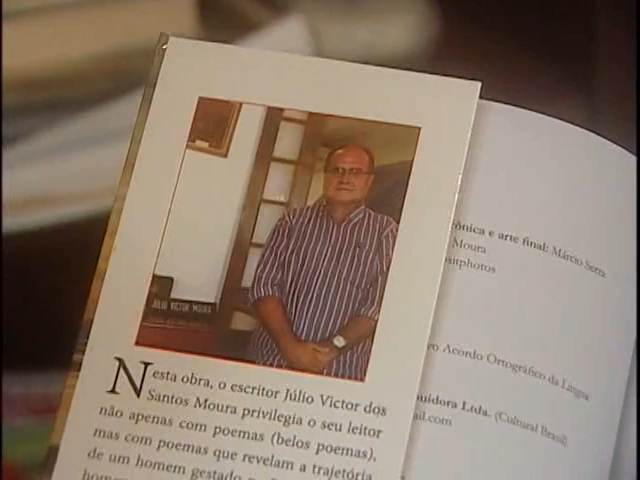 JÚLIO VICTOR MOURA
Nesta obra, o escritor Júlio Victor dos
Santos Moura privilegia o seu leitor
não apenas com poemas (belos poemas),
mas com poemas que revelam a trajetória
de um homem gestado
ônica e arte final: Márcio Serra
Moura
sitphotos
vo Acordo Ortográfico da Língua
uidora Ltda. (Cultural Brasil)
ail.com